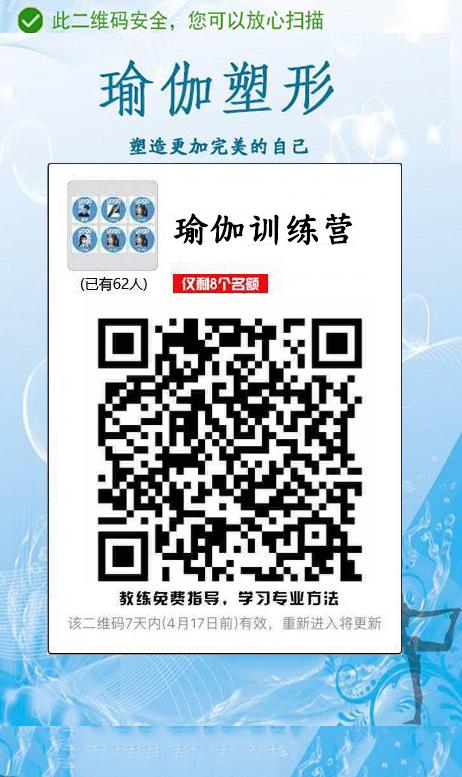 此二维码安全，您可以放心扫描
瑜伽塑形
塑造更加完美的自己
瑜伽训练营
(已有62人)
仅剩8个名额
教练免费指导，学习专业方法
该二维码7天内(4月17日前)有效，重新进入将更新